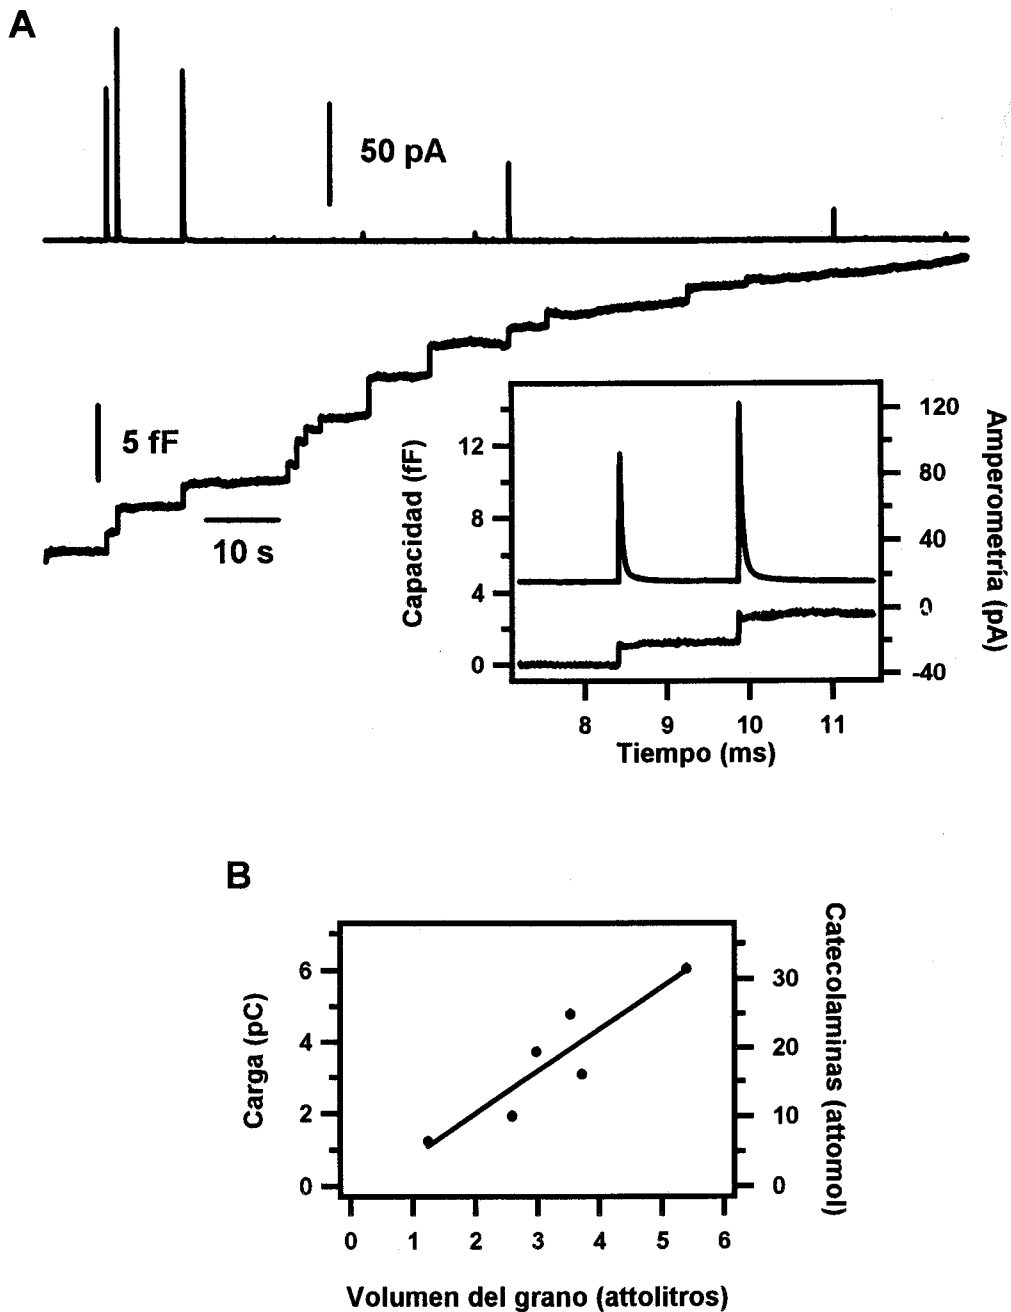 A
50 pA
5 fF
10 s
Capacidad (fF)
12
8
4
0
120
80
40
0
-40
Amperometría (pA)
8 9 10 11
Tiempo (ms)
B
Carga (pC)
6
4
2
0
30
20
10
0
Catecolaminas (attomol)
0 1 2 3 4 5 6
Volumen del grano (attolitros)